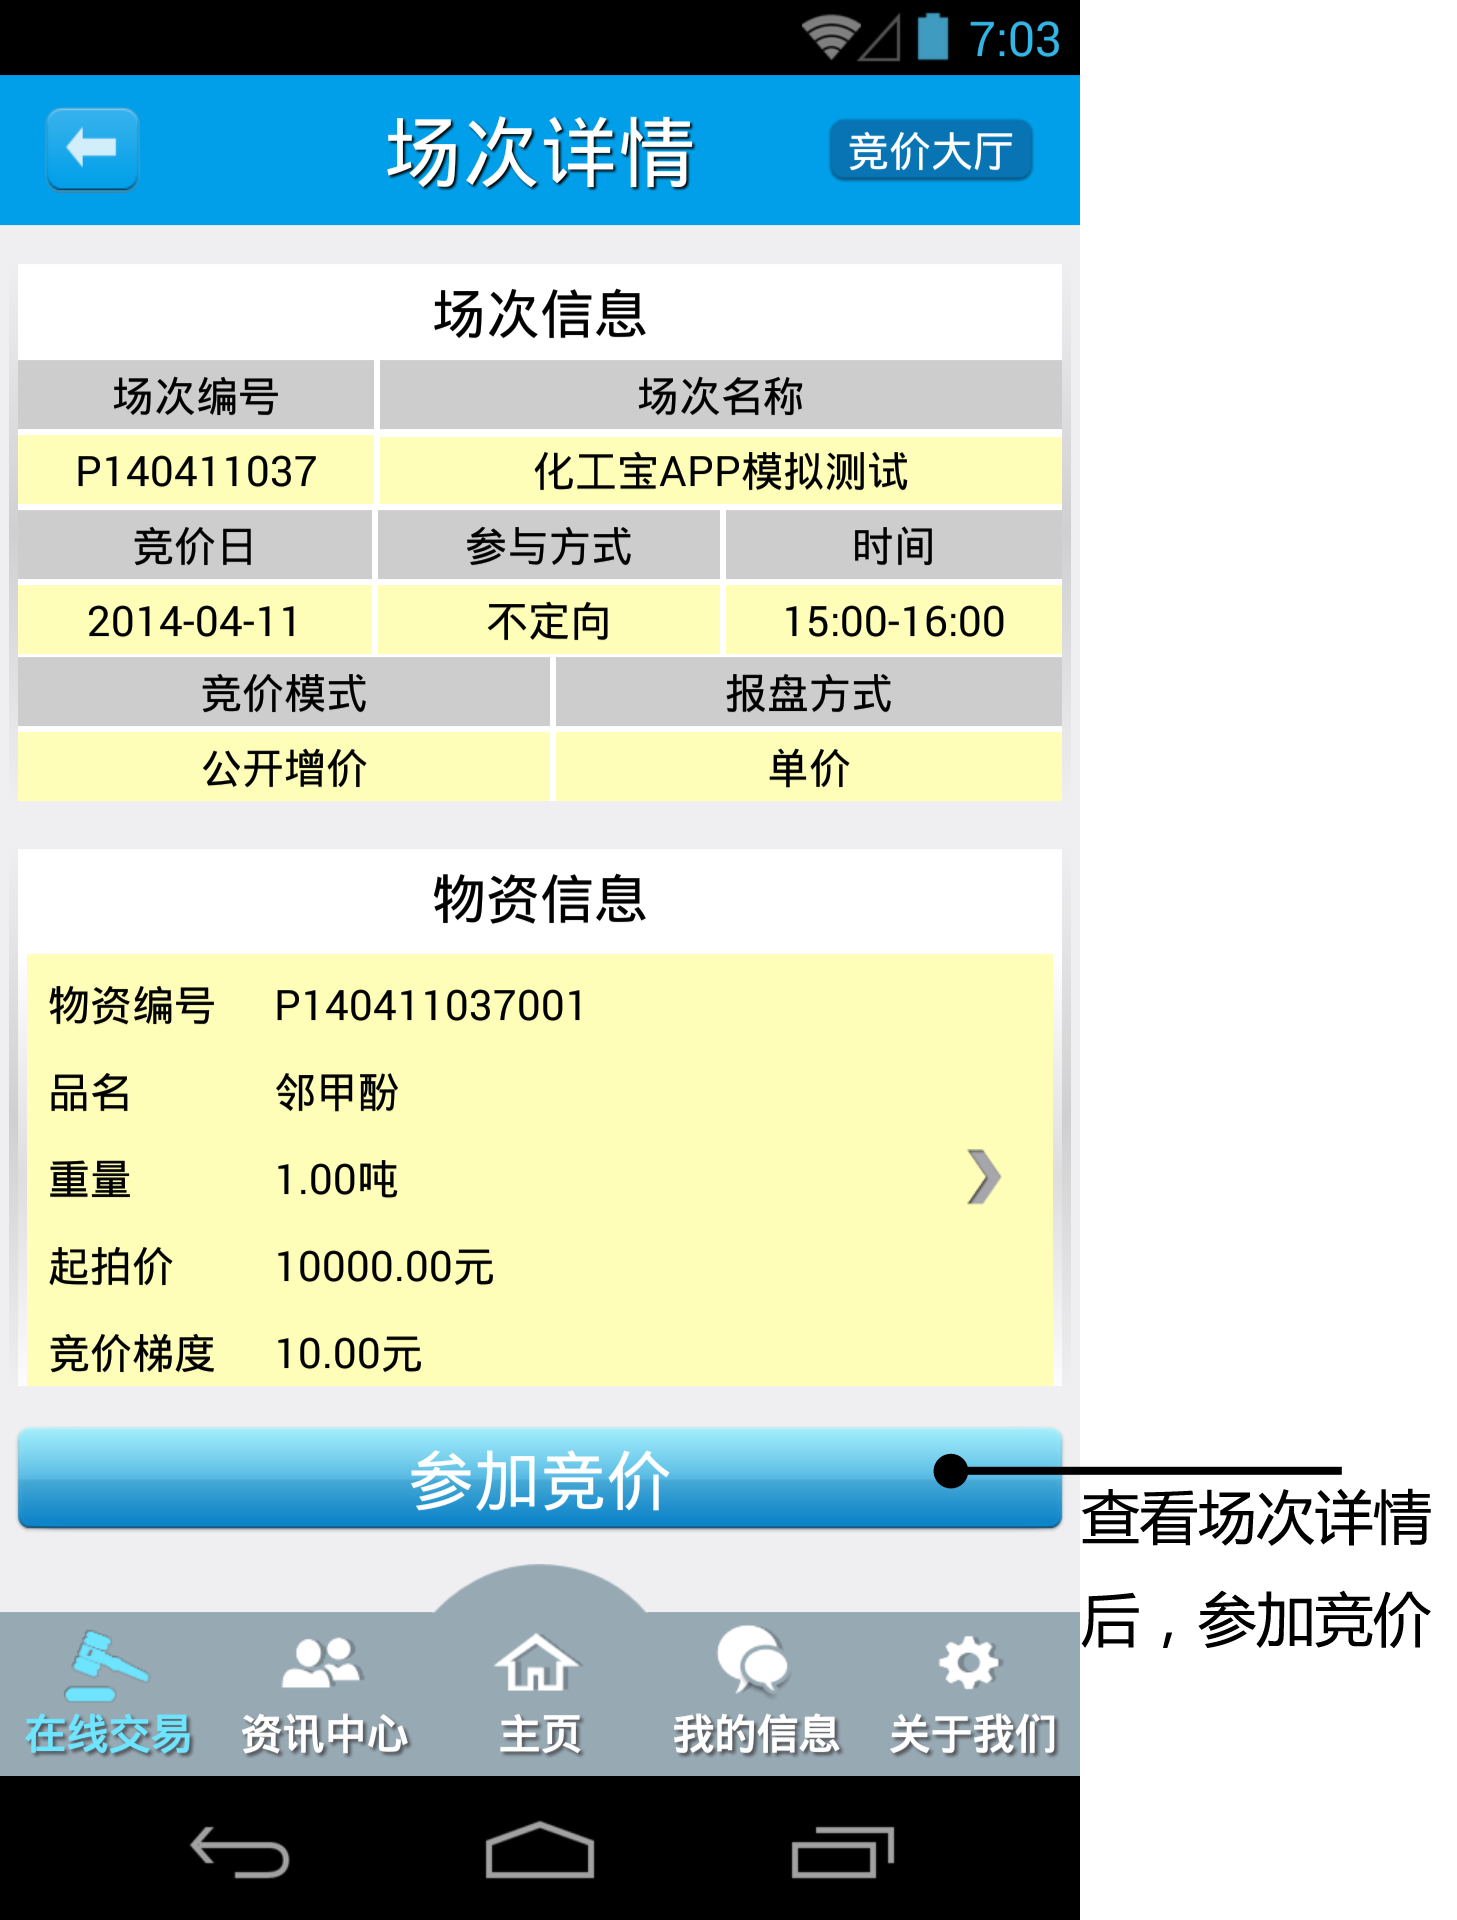 7:03
场次详情
竞价大厅
场次信息
场次编号 场次名称
P140411037 化工宝APP模拟测试
竞价日 参与方式 时间
2014-04-11 不定向 15:00-16:00
竞价模式 报盘方式
公开增价 单价
物资信息
物资编号 P140411037001
品名 邻甲酚
重量 1.00吨
起拍价 10000.00元
竞价梯度 10.00元
参加竞价
查看场次详情
后，参加竞价
在线交易 资讯中心 主页 我的信息 关于我们